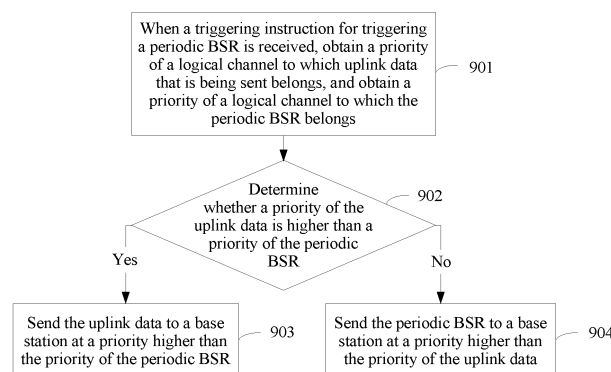 When a triggering instruction for triggering
a periodic BSR is received, obtain a priority
of a logical channel to which uplink data
that is being sent belongs, and obtain a
priority of a logical channel to which the
periodic BSR belongs
901
Determine
whether a priority of the
uplink data is higher than a
priority of the periodic
BSR
902
Yes
No
Send the uplink data to a base
station at a priority higher than
the priority of the periodic BSR
903
Send the periodic BSR to a base
station at a priority higher than
the priority of the uplink data
904